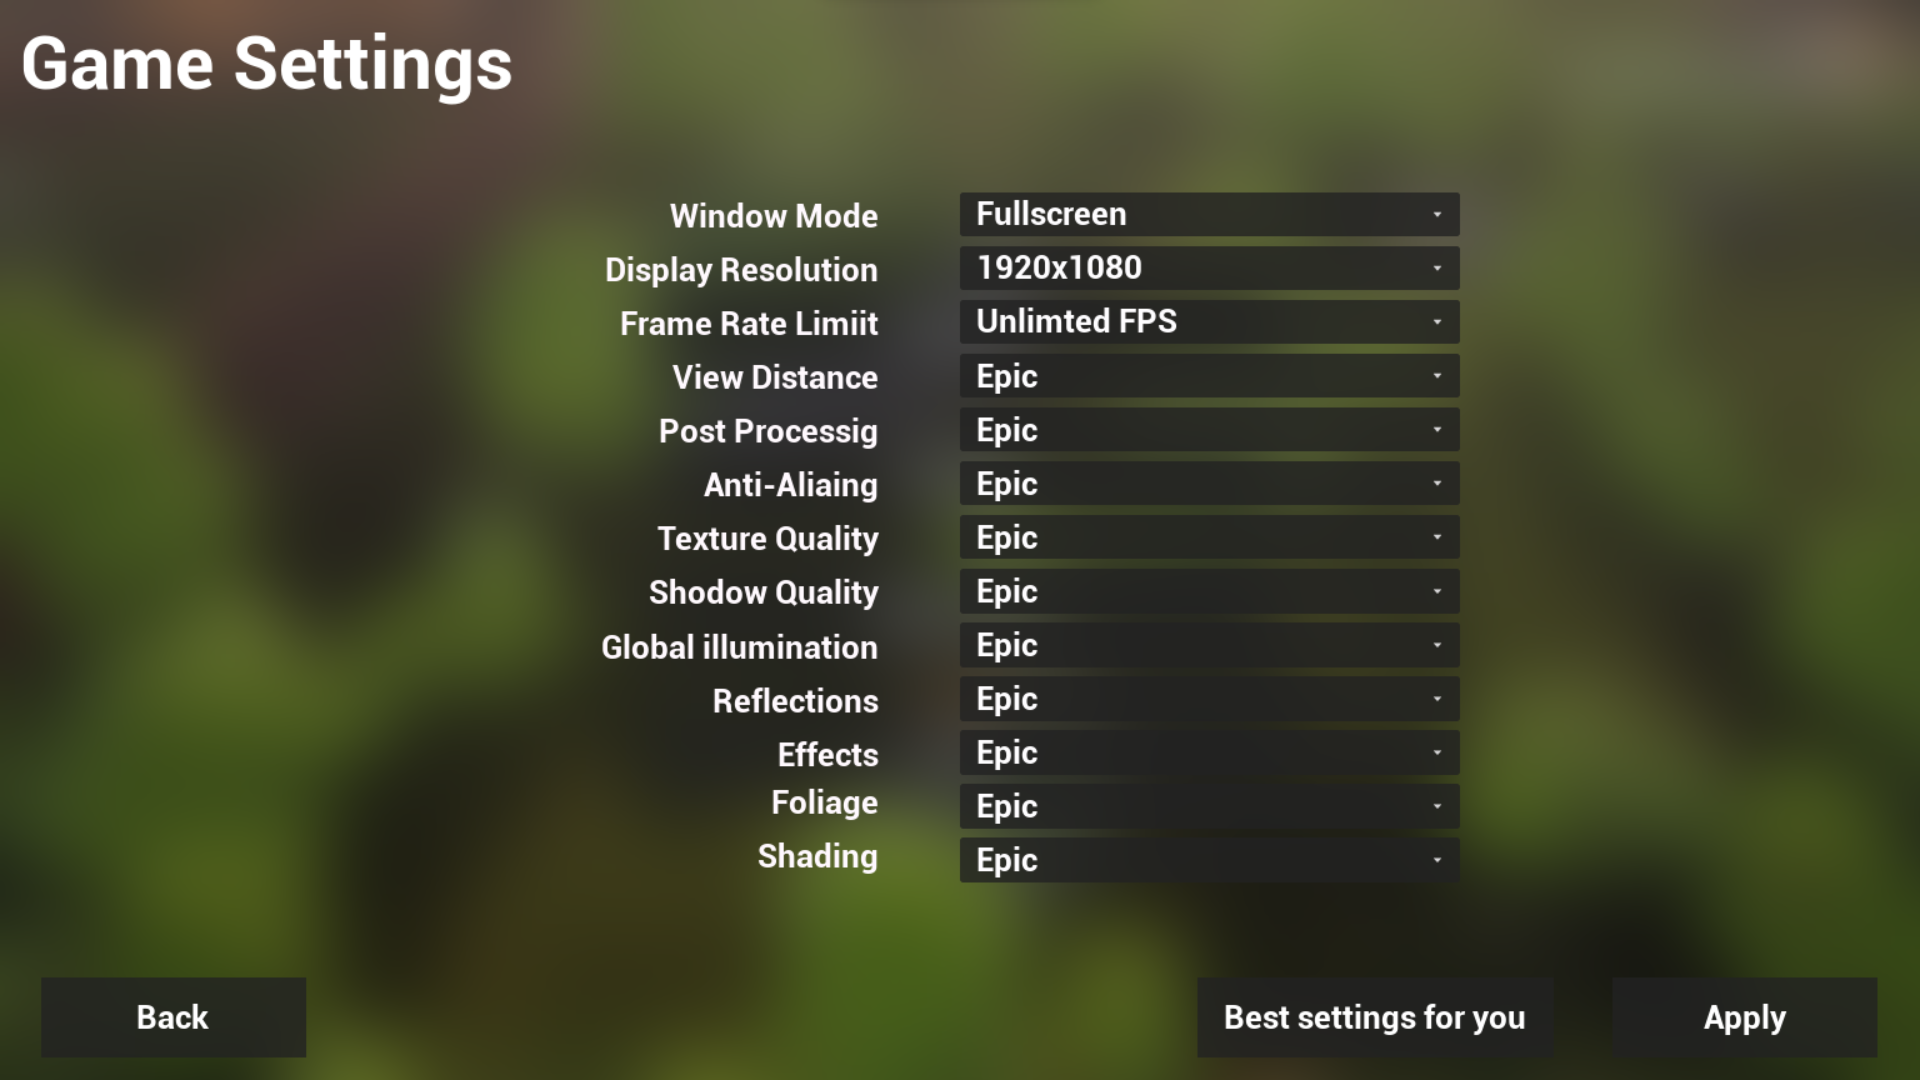 Game Settings
Window Mode Fullscreen
Display Resolution 1920x1080
Frame Rate Limiit Unlimted FPS
View Distance Epic
Post Processig Epic
Anti-Aliaing Epic
Texture Quality Epic
Shodow Quality Epic
Global illumination Epic
Reflections Epic
Effects Epic
Foliage Epic
Shading Epic
Back Best settings for you Apply